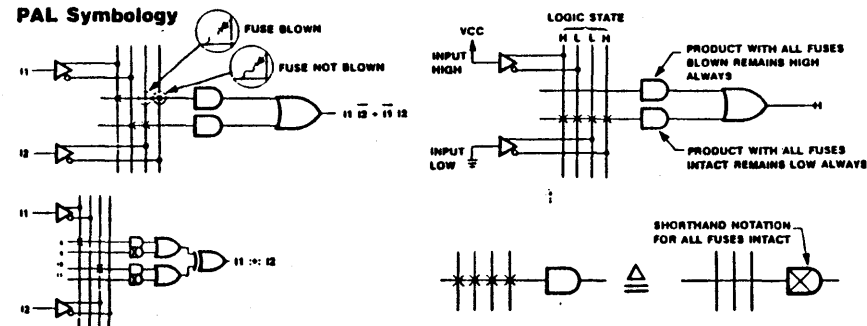 PAL Symbology
FUSE BLOWN
FUSE NOT BLOWN
I1
I2
I1 I2 + I1 I2
I1
I2
I1 :+: I2
LOGIC STATE
VCC
H L L H
INPUT
HIGH
PRODUCT WITH ALL FUSES
BLOWN REMAINS HIGH
ALWAYS
H
INPUT
LOW
PRODUCT WITH ALL FUSES
INTACT REMAINS LOW ALWAYS
SHORTHAND NOTATION
FOR ALL FUSES INTACT